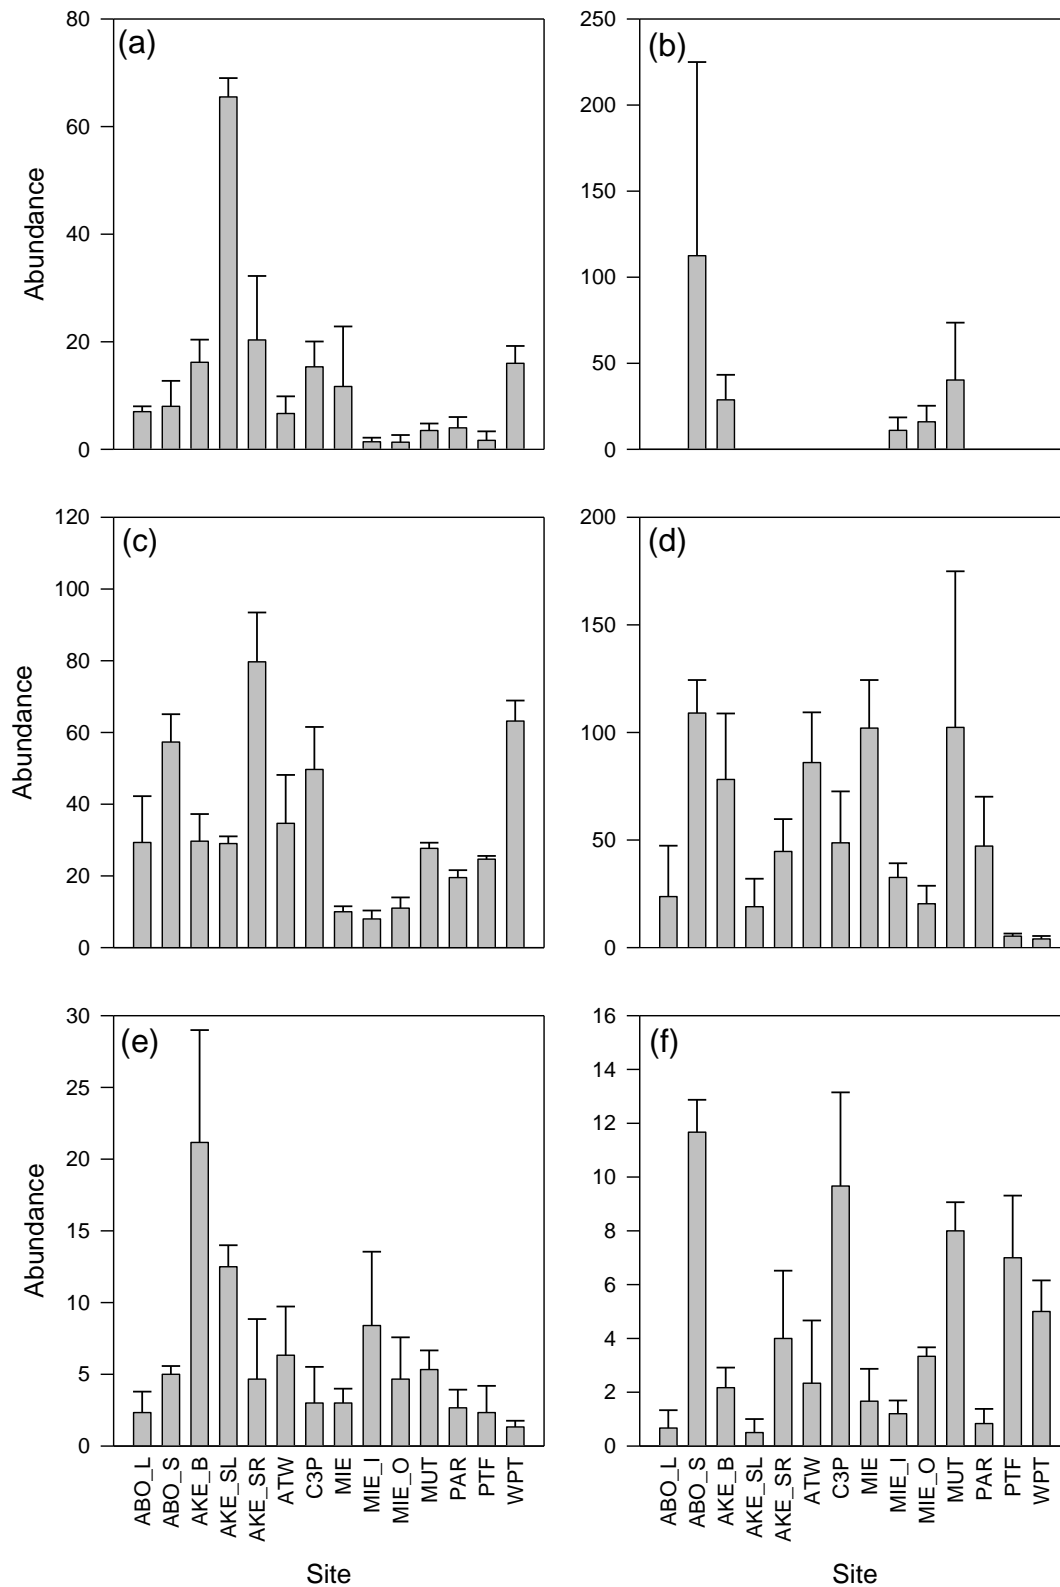 (a)
80
60
40
20
0
Abundance
(b)
250
200
150
100
50
0
(c)
120
100
80
60
40
20
0
Abundance
(d)
200
150
100
50
0
(e)
30
25
20
15
10
5
0
Abundance
ABO_L
ABO_S
AKE_B
AKE_SL
AKE_SR
ATW
C3P
MIE
MIE_I
MIE_O
MUT
PAR
PTF
WPT
Site
(f)
16
14
12
10
8
6
4
2
0
ABO_L
ABO_S
AKE_B
AKE_SL
AKE_SR
ATW
C3P
MIE
MIE_I
MIE_O
MUT
PAR
PTF
WPT
Site